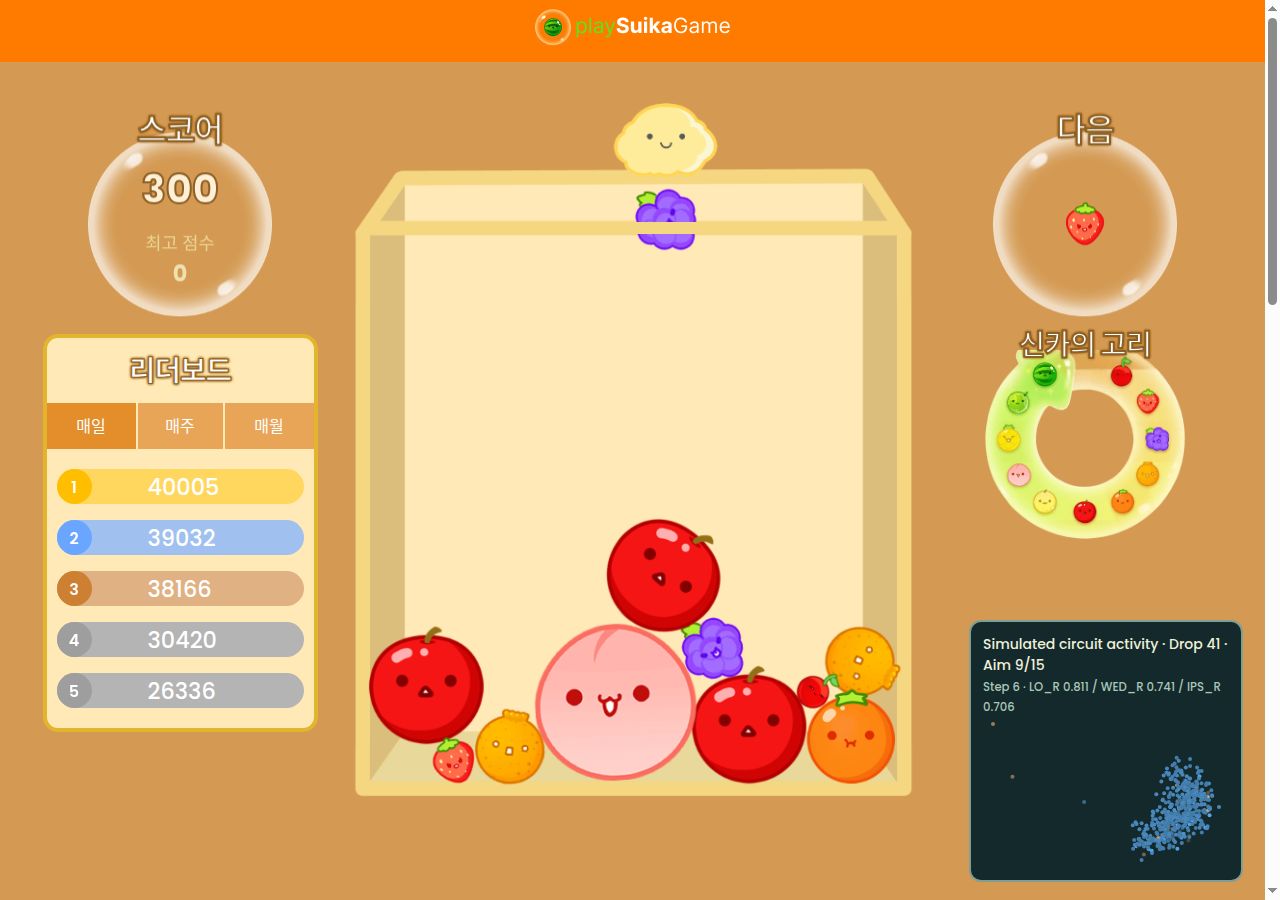 playSuikaGame
스코어
300
최고 점수
0
다음
신카의 고리
리더보드
매일 매주 매월
1 40005
2 39032
3 38166
4 30420
5 26336
Simulated circuit activity · Drop 41 ·
Aim 9/15
Step 6 · LO_R 0.811 / WED_R 0.741 / IPS_R
0.706